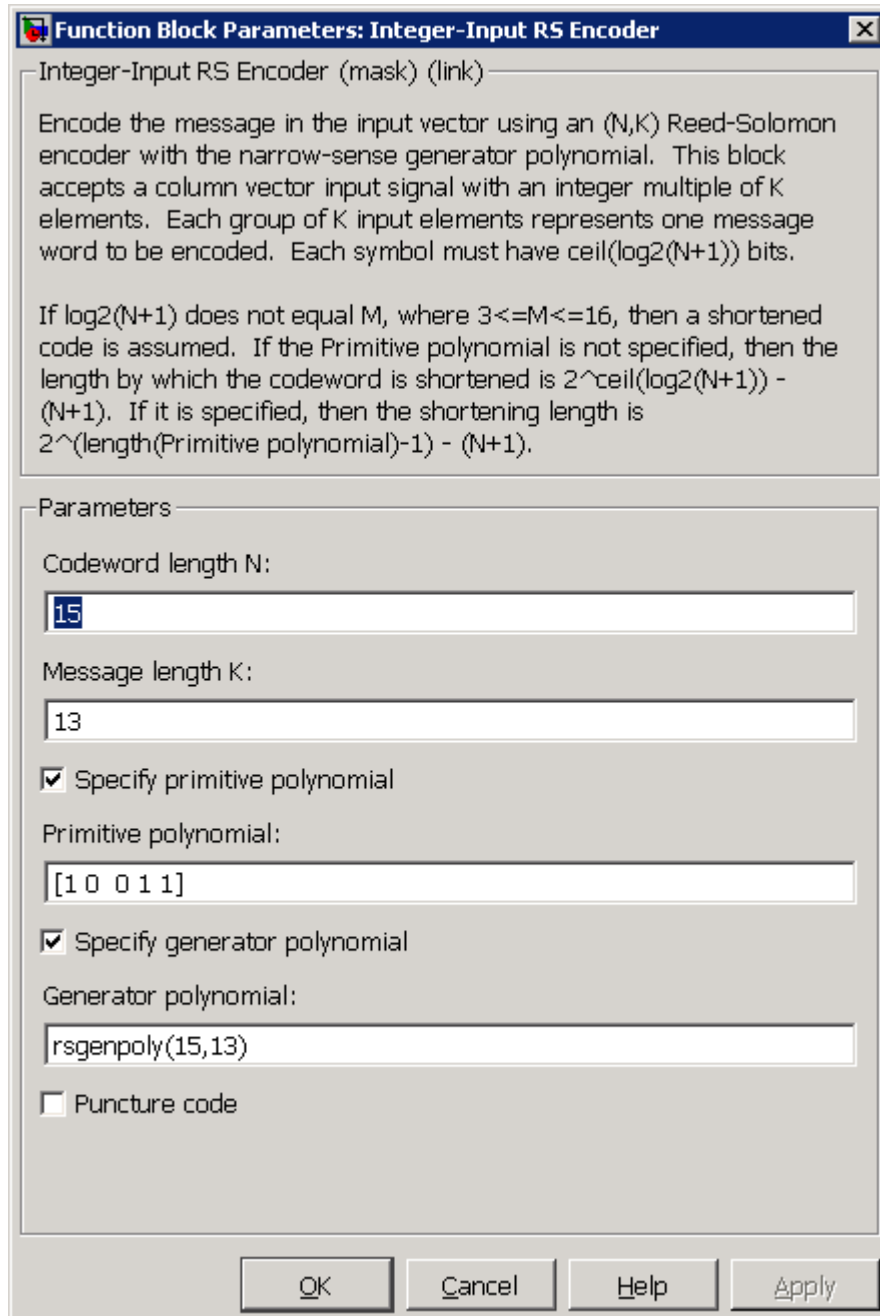 Function Block Parameters: Integer-Input RS Encoder
Integer-Input RS Encoder (mask) (link)
Encode the message in the input vector using an (N,K) Reed-Solomon
encoder with the narrow-sense generator polynomial.  This block
accepts a column vector input signal with an integer multiple of K
elements.  Each group of K input elements represents one message
word to be encoded.  Each symbol must have ceil(log2(N+1)) bits.
If log2(N+1) does not equal M, where 3<=M<=16, then a shortened
code is assumed.  If the Primitive polynomial is not specified, then the
length by which the codeword is shortened is 2^ceil(log2(N+1)) -
(N+1).  If it is specified, then the shortening length is
2^(length(Primitive polynomial)-1) - (N+1).
Parameters
Codeword length N:
15
Message length K:
13
Specify primitive polynomial
Primitive polynomial:
[1 0  0 1 1]
Specify generator polynomial
Generator polynomial:
rsgenpoly(15,13)
Puncture code
OK Cancel Help Apply